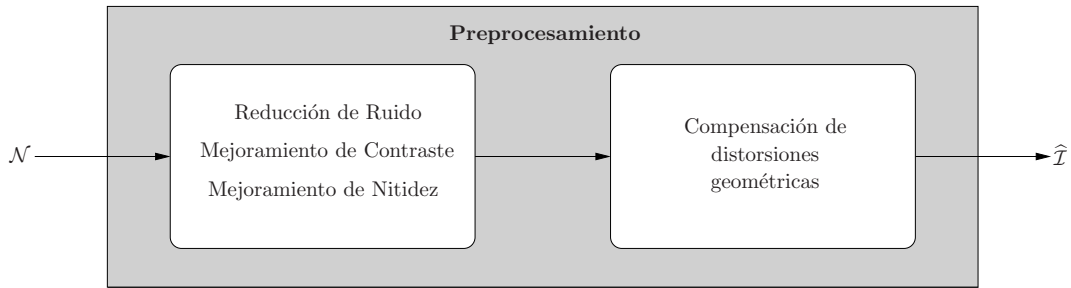 Preprocesamiento
𝒩
Reducción de Ruido
Mejoramiento de Contraste
Mejoramiento de Nitidez
Compensación de
distorsiones
geométricas
ℐ̂